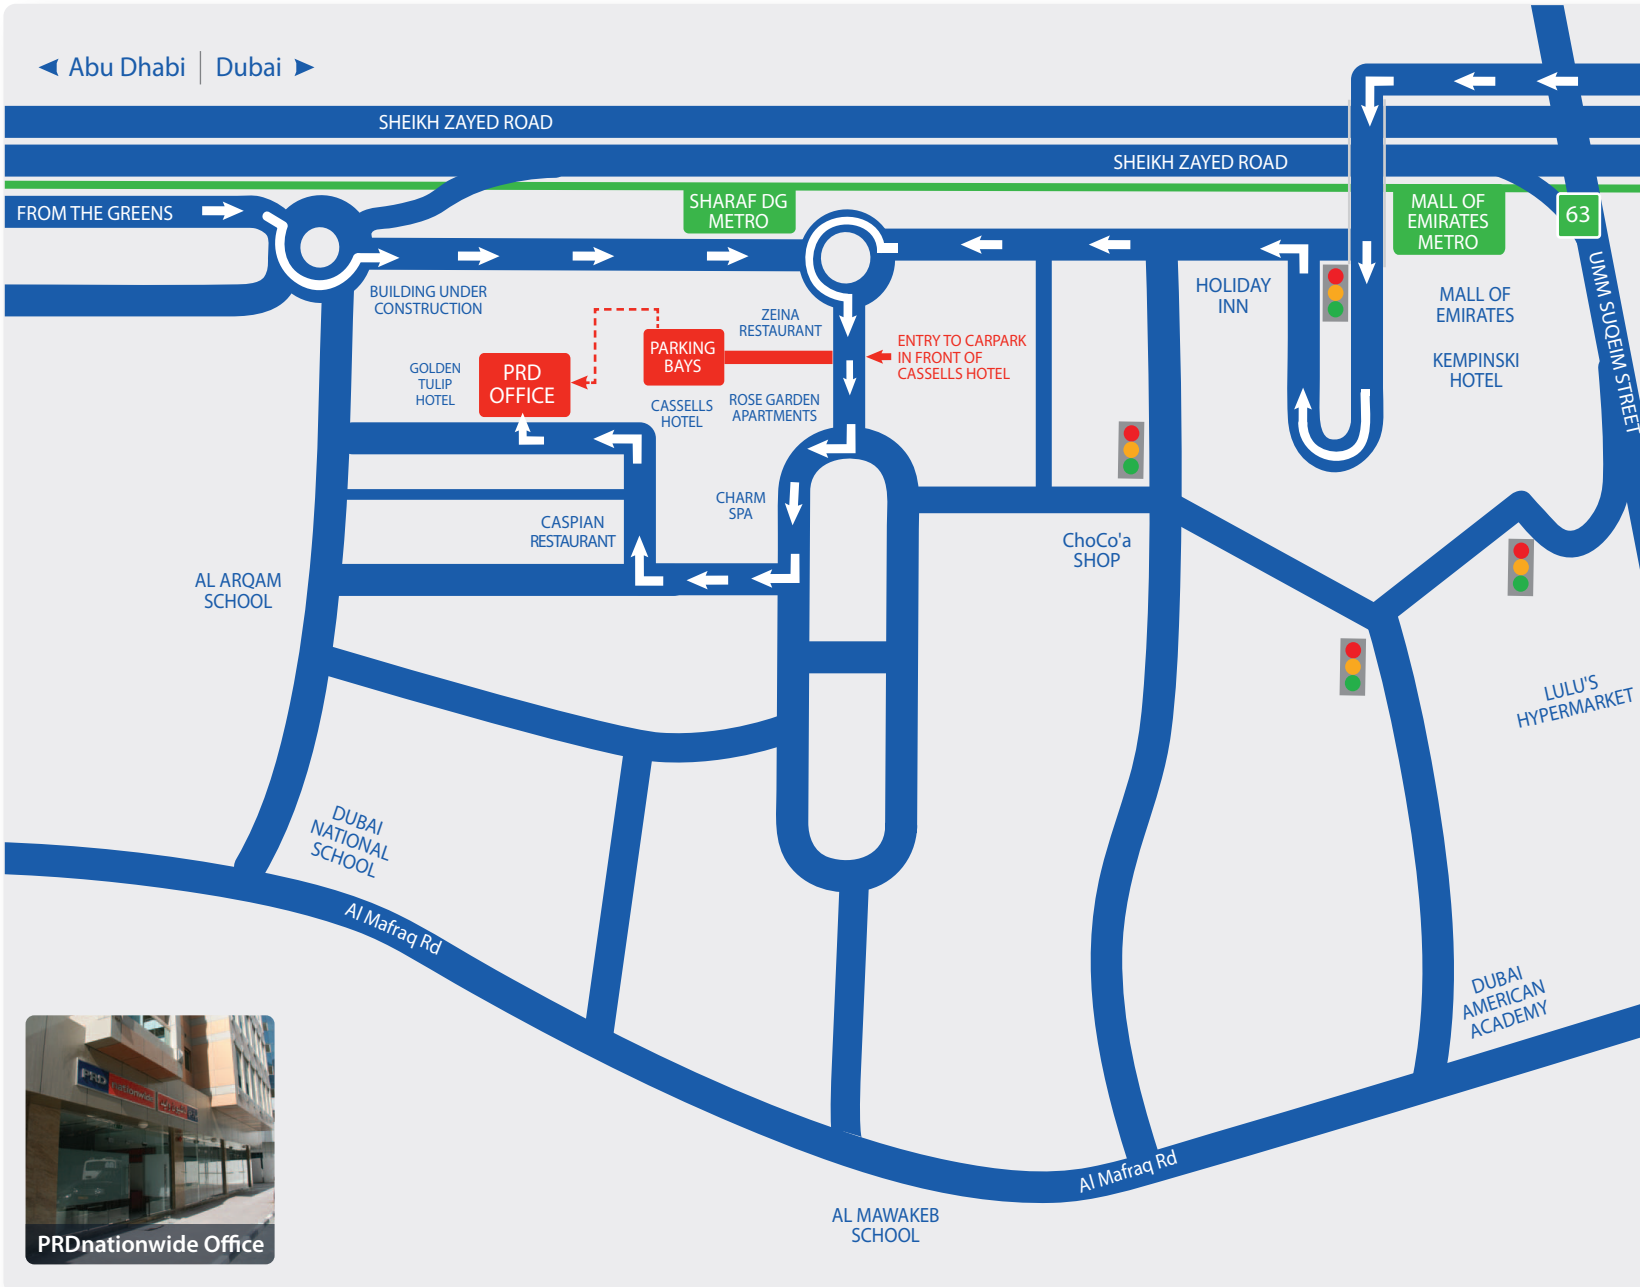 Abu Dhabi
Dubai
SHEIKH ZAYED ROAD
SHEIKH ZAYED ROAD
FROM THE GREENS
SHARAF DG
METRO
MALL OF
EMIRATES
METRO
63
UMM SUQEIM STREET
BUILDING UNDER
CONSTRUCTION
HOLIDAY
INN
MALL OF
EMIRATES
KEMPINSKI
HOTEL
ZEINA
RESTAURANT
PARKING
BAYS
ENTRY TO CARPARK
IN FRONT OF
CASSELLS HOTEL
GOLDEN
TULIP
HOTEL
PRD
OFFICE
CASSELLS
HOTEL
ROSE GARDEN
APARTMENTS
CHARM
SPA
CASPIAN
RESTAURANT
ChoCo'a
SHOP
AL ARQAM
SCHOOL
LULU'S
HYPERMARKET
DUBAI
NATIONAL
SCHOOL
Al Mafraq Rd
DUBAI
AMERICAN
ACADEMY
Al Mafraq Rd
AL MAWAKEB
SCHOOL
PRD
nationwide
PRDnationwide Office